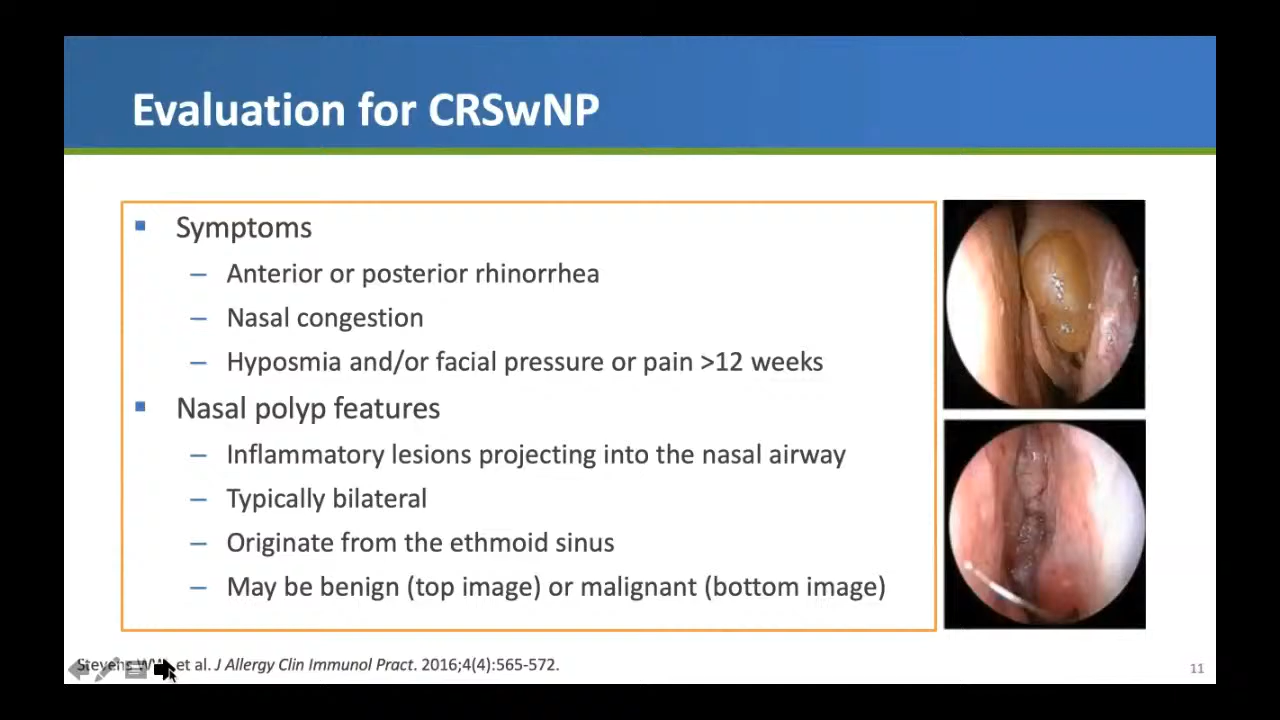 Evaluation for CRSwNP
Symptoms
– Anterior or posterior rhinorrhea
– Nasal congestion
– Hyposmia and/or facial pressure or pain >12 weeks
Nasal polyp features
– Inflammatory lesions projecting into the nasal airway
– Typically bilateral
– Originate from the ethmoid sinus
– May be benign (top image) or malignant (bottom image)
Stevens et al. J Allergy Clin Immunol Pract. 2016;4(4):565-572.
11